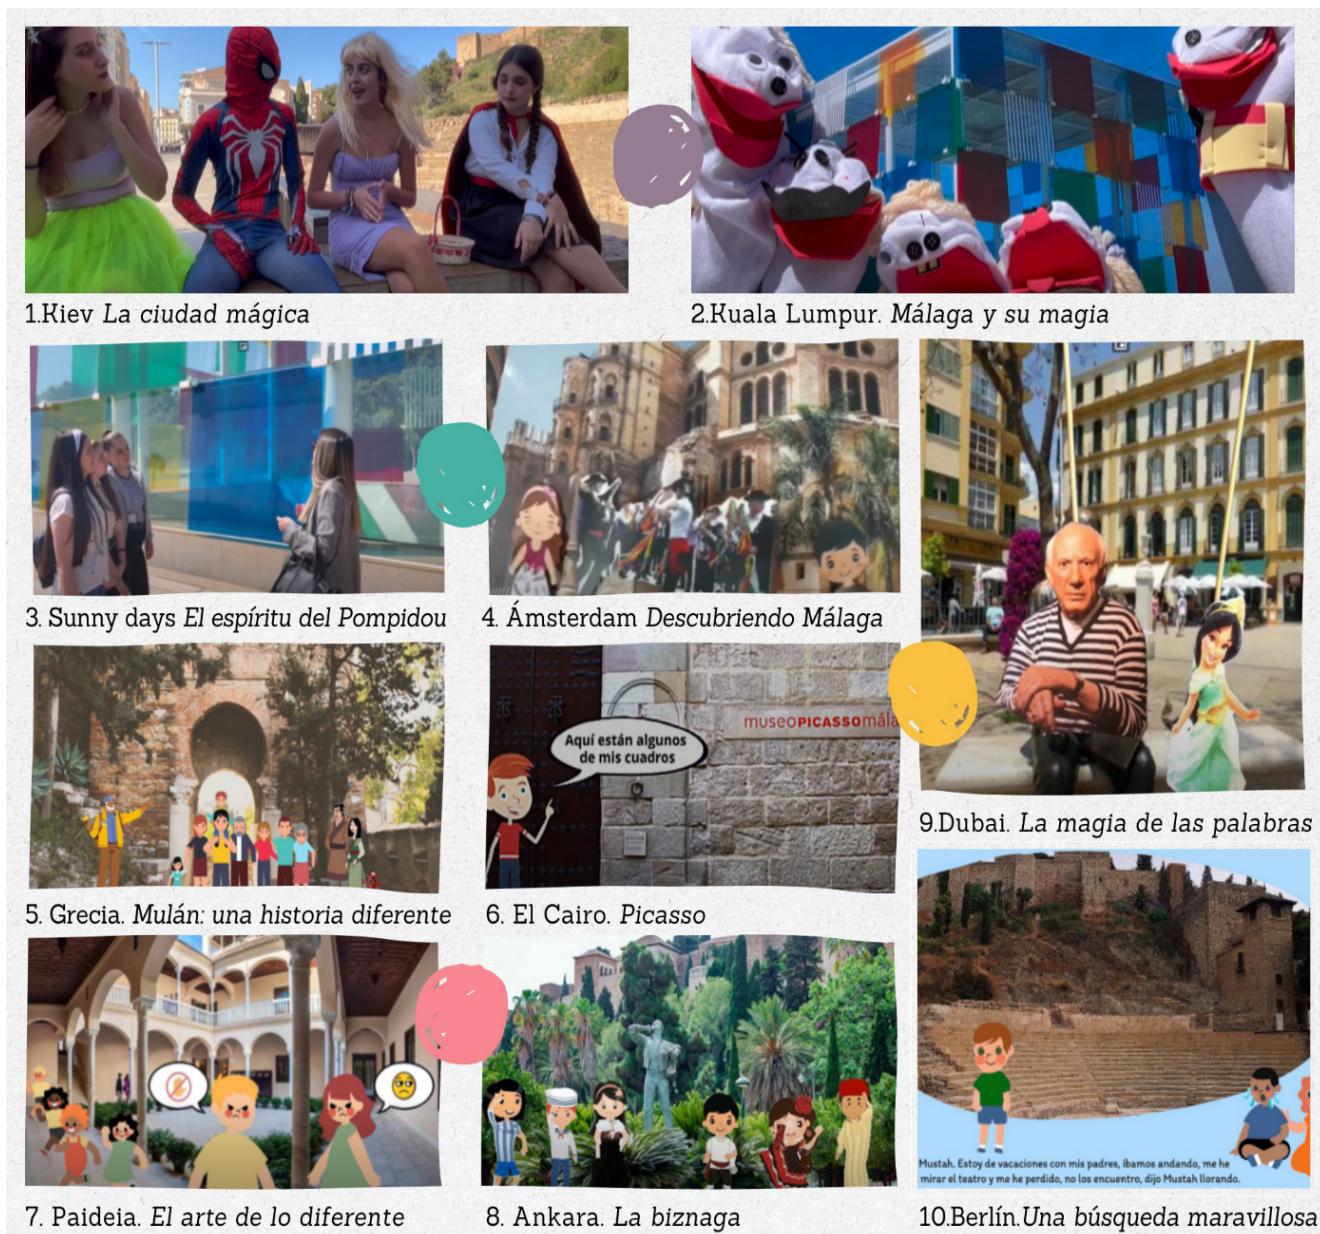 1.Kiev La ciudad mágica
2.Kuala Lumpur. Málaga y su magia
3. Sunny days El espíritu del Pompidou
4. Ámsterdam Descubriendo Málaga
museoPICASSOmála
Aquí están algunos
de mis cuadros
9.Dubai. La magia de las palabras
5. Grecia. Mulán: una historia diferente
6. El Cairo. Picasso
Mustah. Estoy de vacaciones con mis padres, íbamos andando, me he
mirar el teatro y me he perdido, no los encuentro, dijo Mustah llorando.
7. Paideia. El arte de lo diferente
8. Ankara. La biznaga
10.Berlín.Una búsqueda maravillosa